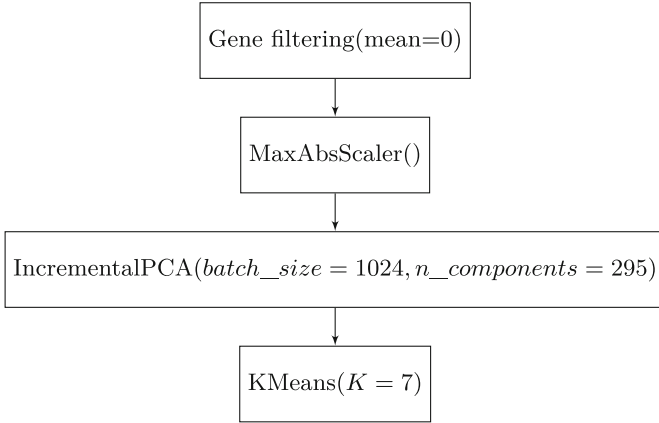 Gene filtering(mean=0)
MaxAbsScaler()
IncrementalPCA(batch_size = 1024, n_components = 295)
KMeans(K = 7)